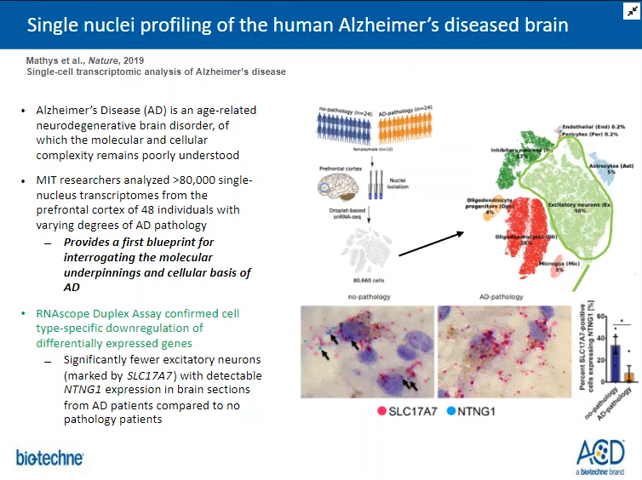 Single nuclei profiling of the human Alzheimer's diseased brain
Mathys et al., Nature, 2019
Single-cell transcriptomic analysis of Alzheimer's disease
• Alzheimer's Disease (AD) is an age-related
neurodegenerative brain disorder, of
which the molecular and cellular
complexity remains poorly understood
• MIT researchers analyzed >80,000 single-
nucleus transcriptomes from the
prefrontal cortex of 48 individuals with
varying degrees of AD pathology
— Provides a first blueprint for
interrogating the molecular
underpinnings and cellular basis of
AD
• RNAscope Duplex Assay confirmed cell
type-specific downregulation of
differentially expressed genes
— Significantly fewer excitatory neurons
(marked by SLC17A7) with detectable
NTNG1 expression in brain sections
from AD patients compared to no
pathology patients
no-pathology (n=24)
AD-pathology (n=24)
Prefrontal cortex
Nuclei
isolation
Droplet-based
snRNA-seq
80,660 cells
Endothelial (End) 0.2%
Pericytes (Per) 0.2%
Inhibitory neurons
Astrocytes (Ast)
5%
Excitatory neurons (Ex
50%
Oligodendrocyte
progenitors (Opc)
4%
Oligodendrocytes (Oli)
26%
Microglia (Mic)
3%
no-pathology
AD-pathology
SLC17A7
NTNG1
Percent SLC17A7-positive
cells expressing NTNG1 (%)
60
40
20
0
*
no-pathology
AD-pathology
bio-techne
ACD
a biotechne brand